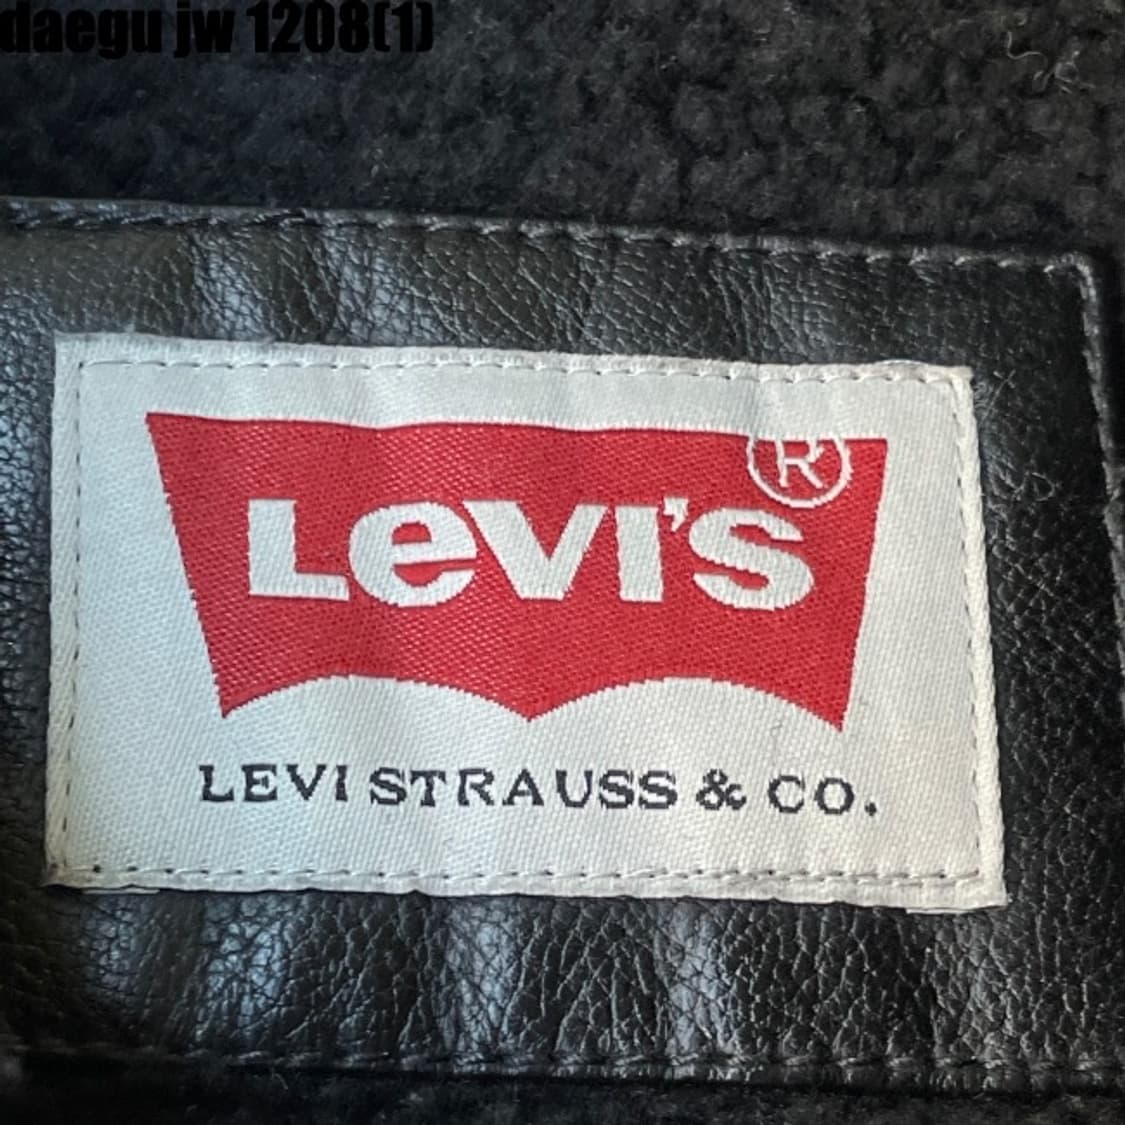 daegu jw 1208(1)
LEVI'S®
LEVI STRAUSS & CO.